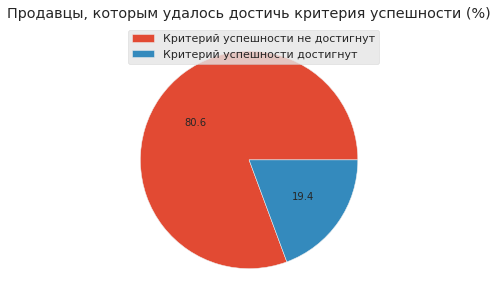 Продавцы, которым удалось достичь критерия успешности (%)
Критерий успешности не достигнут
Критерий успешности достигнут
80.6
19.4